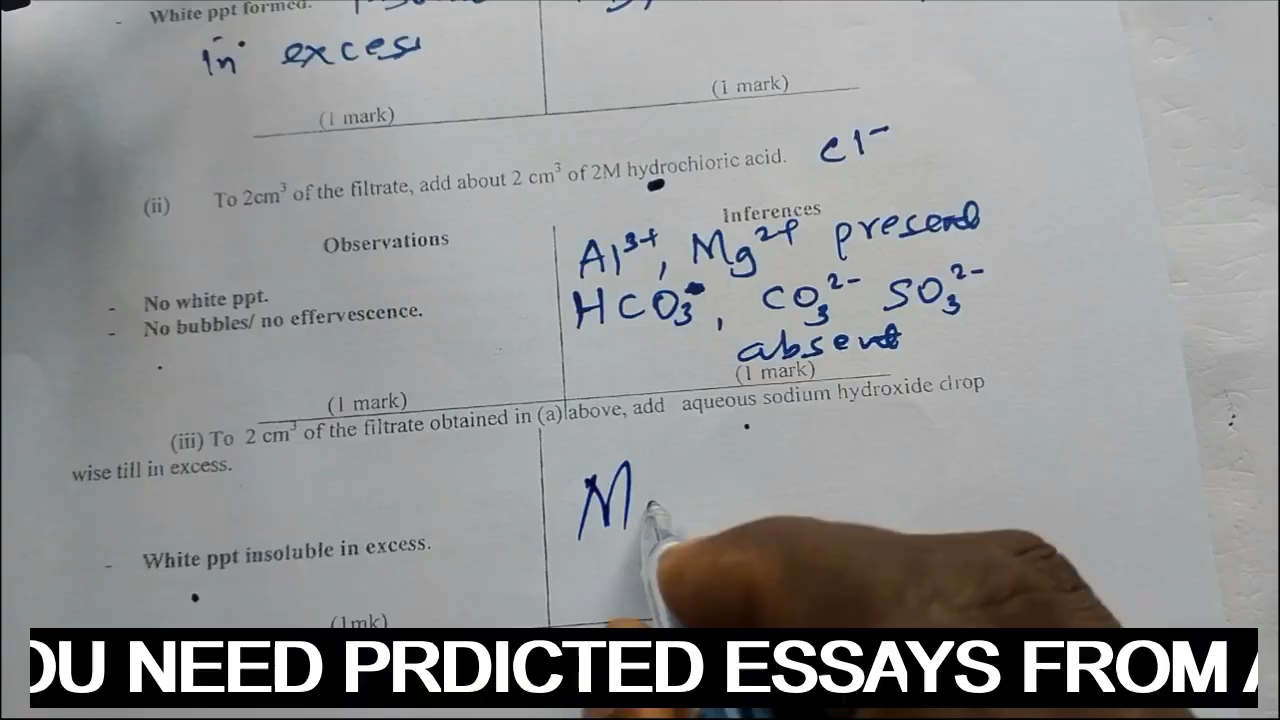 White ppt formed.
in excess
(1 mark)
(1 mark)
(ii) To 2cm³ of the filtrate, add about 2 cm³ of 2M hydrochioric acid. Cl⁻
Observations
Inferences
Al³⁺, Mg²⁺ present
- No white ppt.
- No bubbles/ no effervescence.
HCO₃⁻, CO₃²⁻ SO₃²⁻
absent
(1 mark)
(1 mark)
(iii) To 2 cm³ of the filtrate obtained in (a) above, add aqueous sodium hydroxide drop
wise till in excess.
M
- White ppt insoluble in excess.
(1mk)
OU NEED PRDICTED ESSAYS FROM